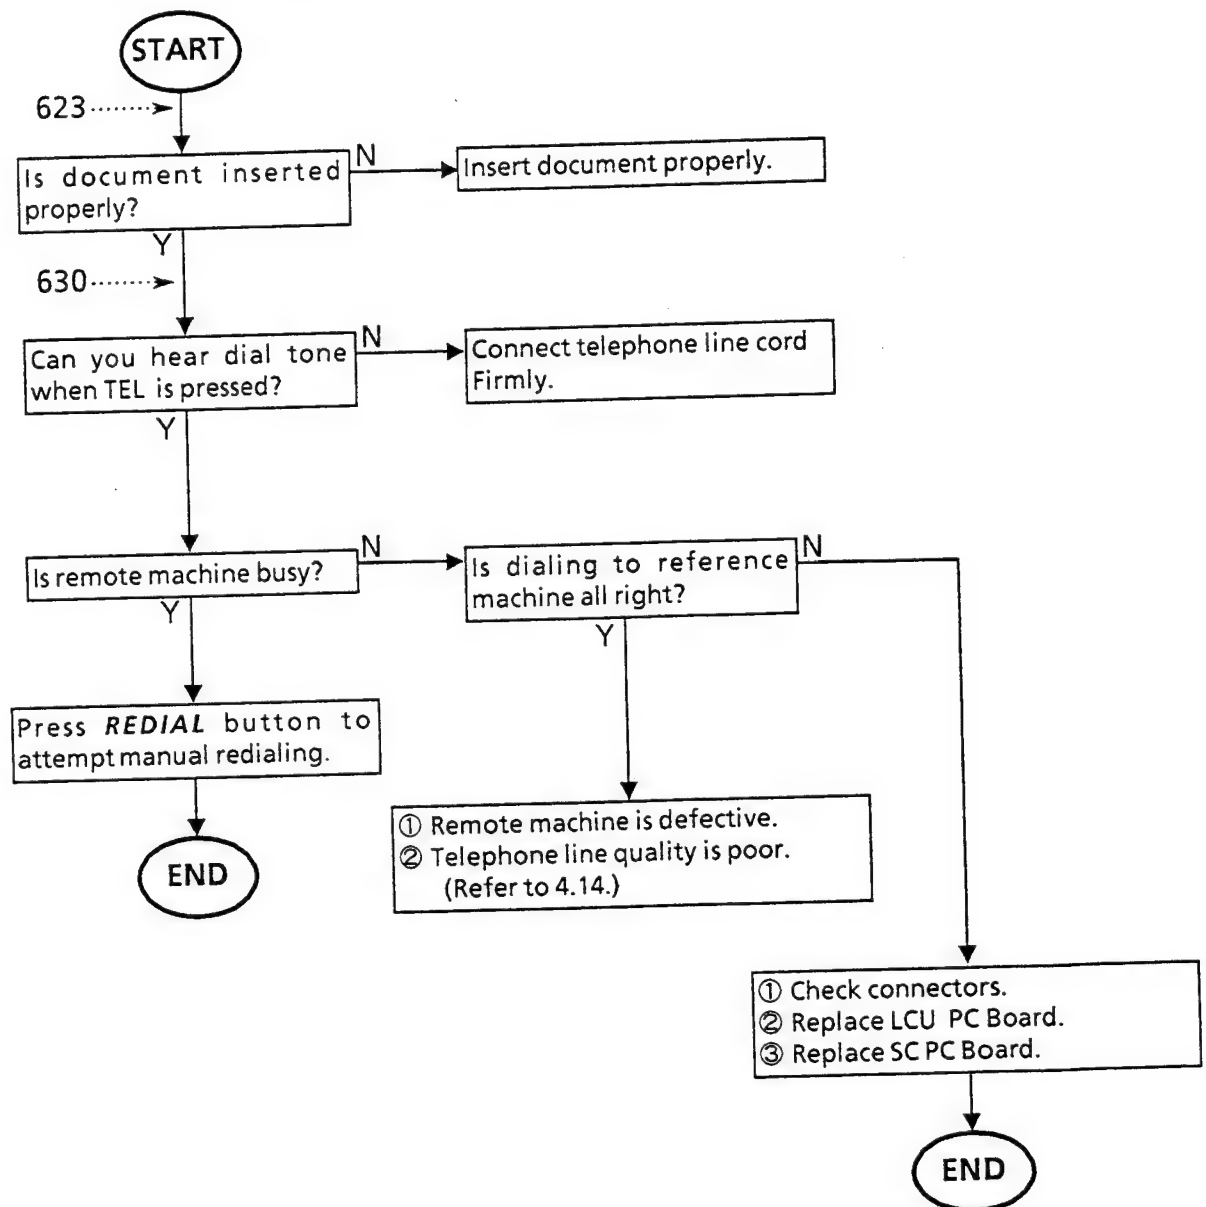 START
623
Is document inserted
properly?
N
Insert document properly.
Y
630
Can you hear dial tone
when TEL is pressed?
N
Connect telephone line cord
Firmly.
Y
Is remote machine busy?
N
Is dialing to reference
machine all right?
N
Y
Y
Press REDIAL button to
attempt manual redialing.
END
① Remote machine is defective.
② Telephone line quality is poor.
(Refer to 4.14.)
① Check connectors.
② Replace LCU PC Board.
③ Replace SC PC Board.
END